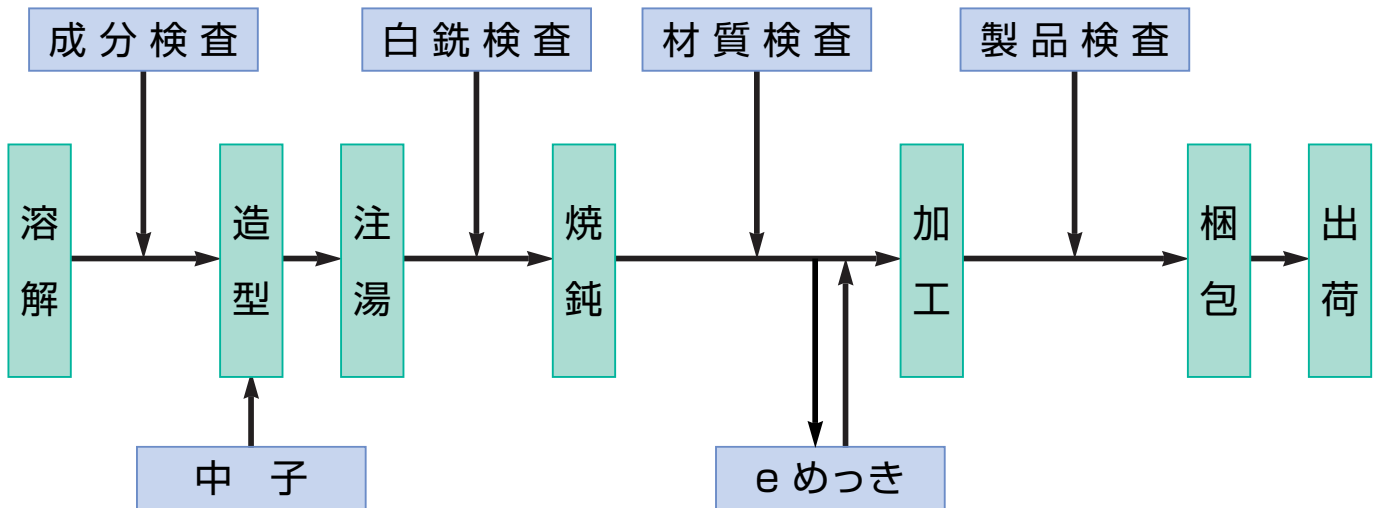 成分検査
白銑検査
材質検査
製品検査
溶解
造型
注湯
焼鈍
加工
梱包
出荷
中子
eめっき